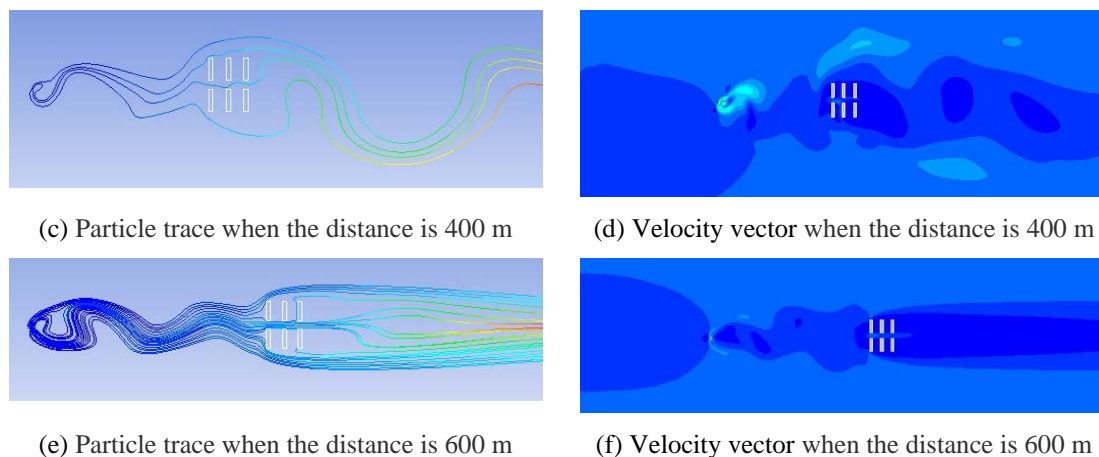 (c) Particle trace when the distance is 400 m
(d) Velocity vector when the distance is 400 m
(e) Particle trace when the distance is 600 m
(f) Velocity vector when the distance is 600 m